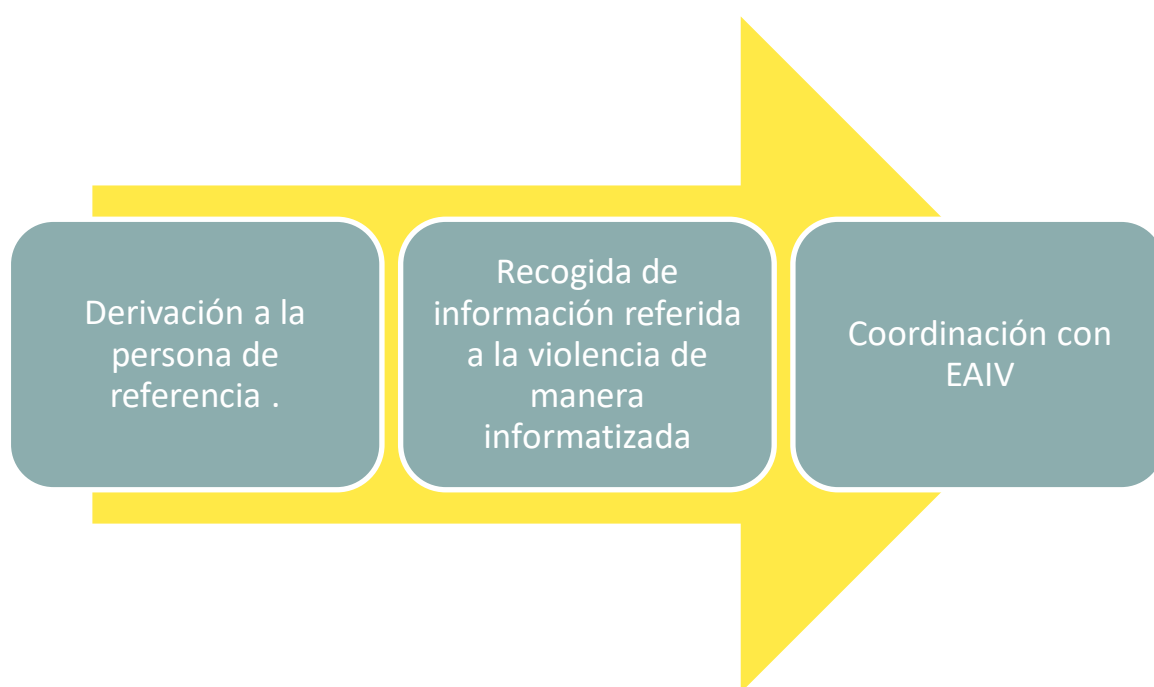 Derivación a la
persona de
referencia .
Recogida de
información referida
a la violencia de
manera
informatizada
Coordinación con
EAIV